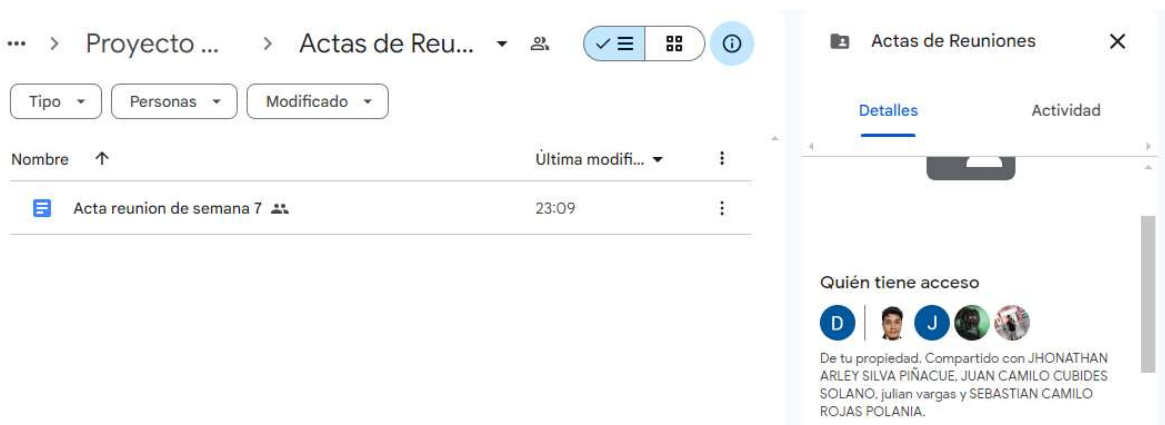 Proyecto ...
Actas de Reu...
Tipo
Personas
Modificado
Nombre
Última modifi...
Acta reunion de semana 7
23:09
Actas de Reuniones
Detalles
Actividad
Quién tiene acceso
D
J
De tu propiedad. Compartido con JHONATHAN
ARLEY SILVA PIÑACUE, JUAN CAMILO CUBIDES
SOLANO, julian vargas y SEBASTIAN CAMILO
ROJAS POLANIA.